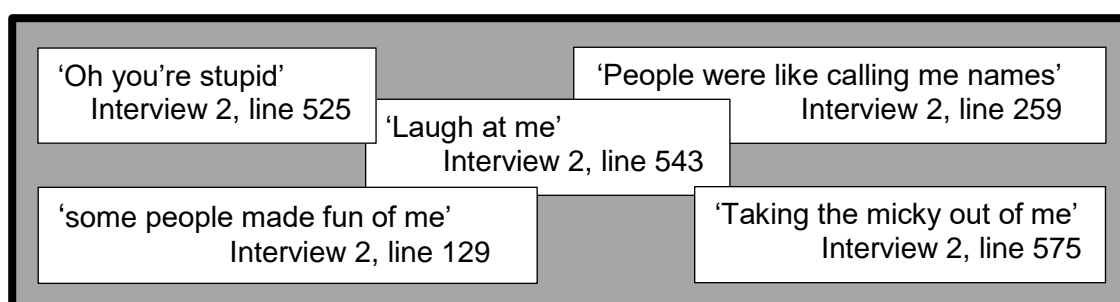 ‘Oh you’re stupid’
Interview 2, line 525
‘People were like calling me names’
Interview 2, line 259
‘Laugh at me’
Interview 2, line 543
‘some people made fun of me’
Interview 2, line 129
‘Taking the micky out of me’
Interview 2, line 575